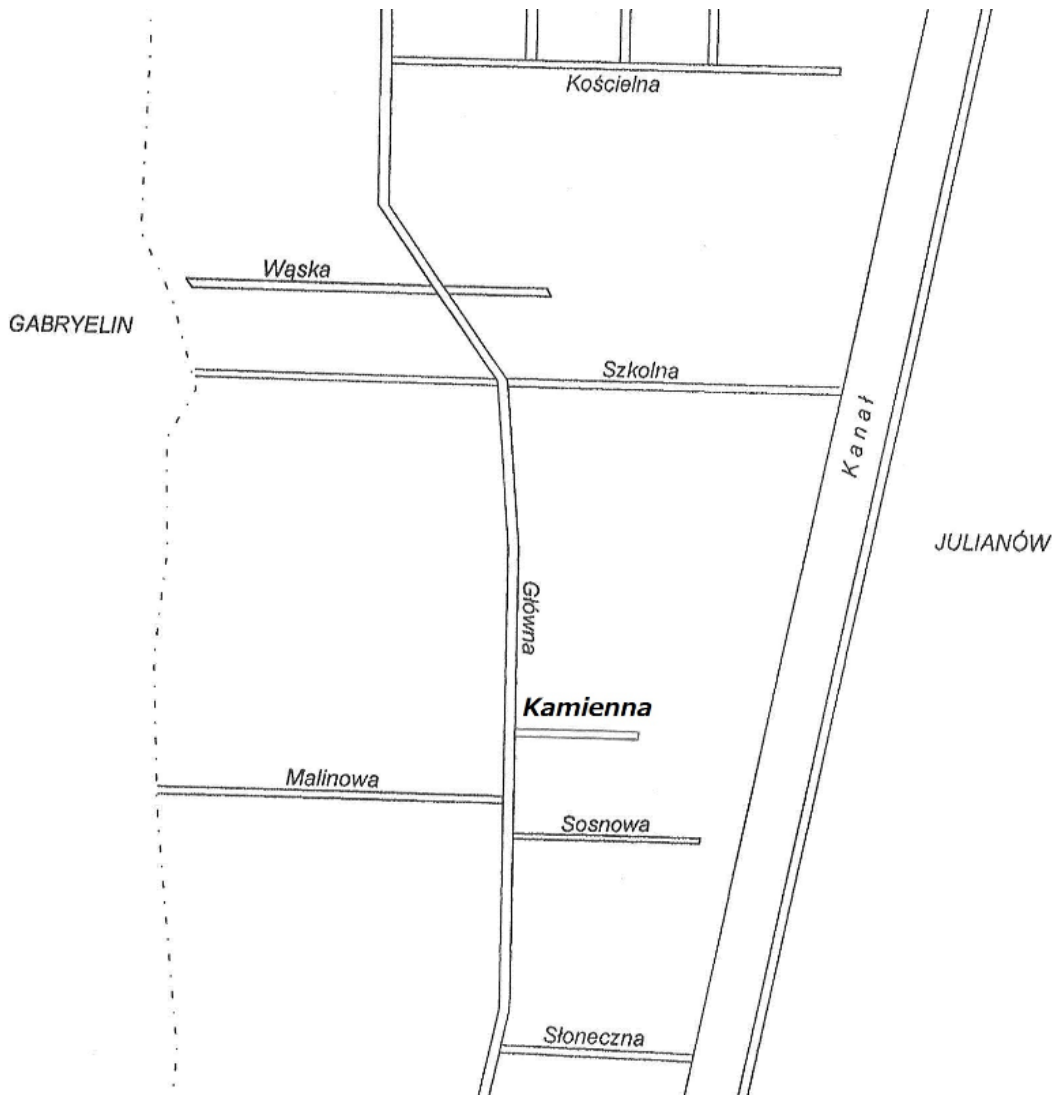 Kościelna
Wąska
GABRYELIN
Szkolna
Kanał
JULIANÓW
Główna
Kamienna
Malinowa
Sosnowa
Słoneczna